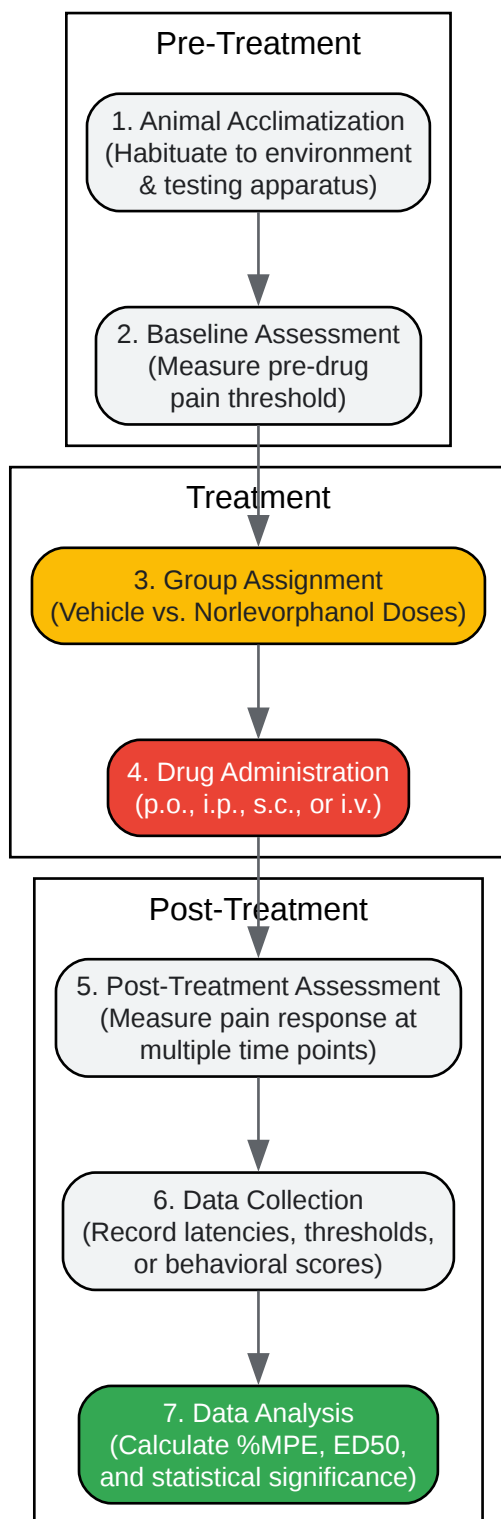 Pre-Treatment
1. Animal Acclimatization
(Habituate to environment
& testing apparatus)
2. Baseline Assessment
(Measure pre-drug
pain threshold)
Treatment
3. Group Assignment
(Vehicle vs. Norlevorphanol Doses)
4. Drug Administration
(p.o., i.p., s.c., or i.v.)
Post-Treatment
5. Post-Treatment Assessment
(Measure pain response at
multiple time points)
6. Data Collection
(Record latencies, thresholds,
or behavioral scores)
7. Data Analysis
(Calculate %MPE, ED50,
and statistical significance)